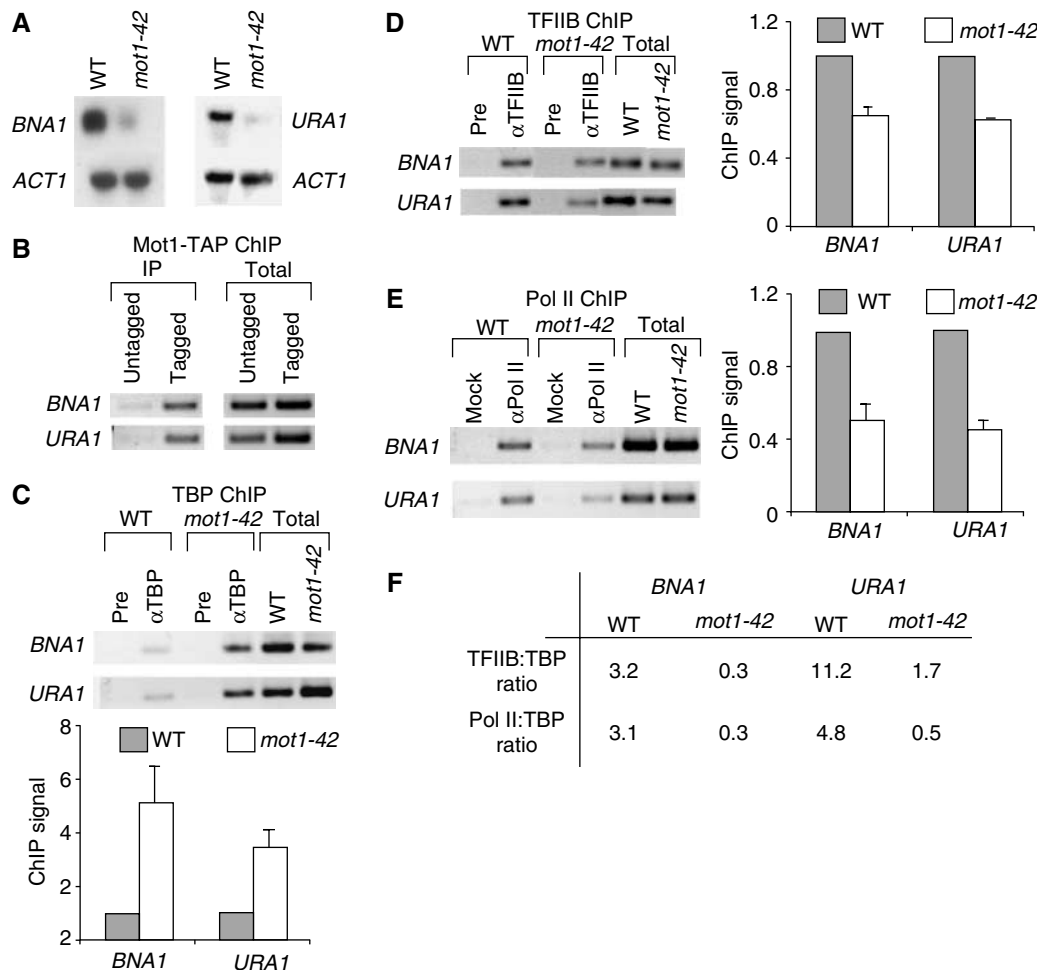 A
WT
mot1-42
WT
mot1-42
BNA1
URA1
ACT1
ACT1
B
Mot1-TAP ChIP
IP
Total
Untagged
Tagged
Untagged
Tagged
BNA1
URA1
C
TBP ChIP
WT
mot1-42
Total
Pre
αTBP
Pre
αTBP
WT
mot1-42
BNA1
URA1
8
6
4
2
2
ChIP signal
WT
mot1-42
BNA1
URA1
D
TFIIB ChIP
WT
mot1-42
Total
Pre
αTFIIB
Pre
αTFIIB
WT
mot1-42
BNA1
URA1
1.2
0.8
0.4
0
ChIP signal
WT
mot1-42
BNA1
URA1
E
Pol II ChIP
WT
mot1-42
Total
Mock
αPol II
Mock
αPol II
WT
mot1-42
BNA1
URA1
1.2
0.8
0.4
0
ChIP signal
WT
mot1-42
BNA1
URA1
F
BNA1 URA1
WT mot1-42 WT mot1-42
TFIIB:TBP
ratio
3.2 0.3 11.2 1.7
Pol II:TBP
ratio
3.1 0.3 4.8 0.5